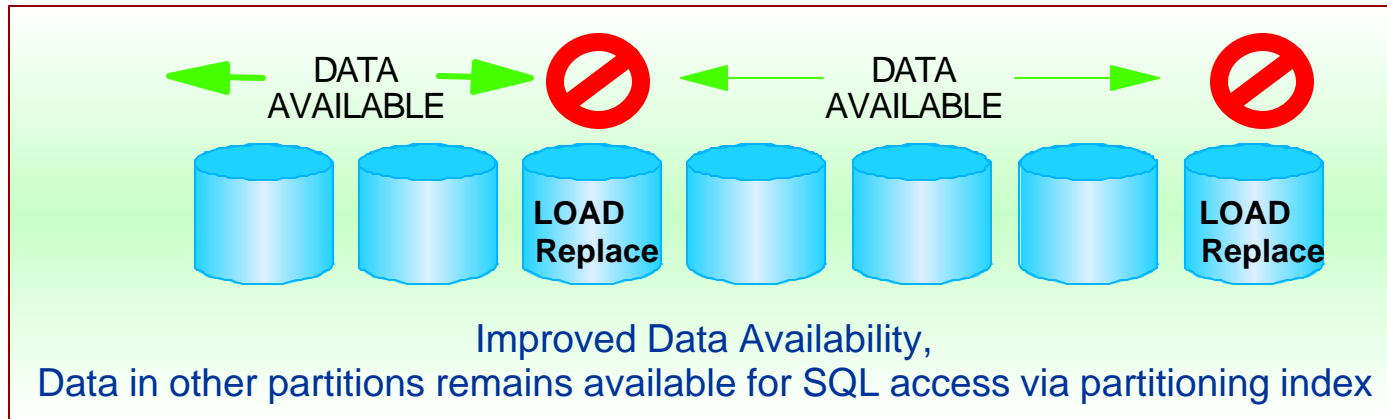 DATA
AVAILABLE
DATA
AVAILABLE
LOAD
Replace
LOAD
Replace
Improved Data Availability,
Data in other partitions remains available for SQL access via partitioning index